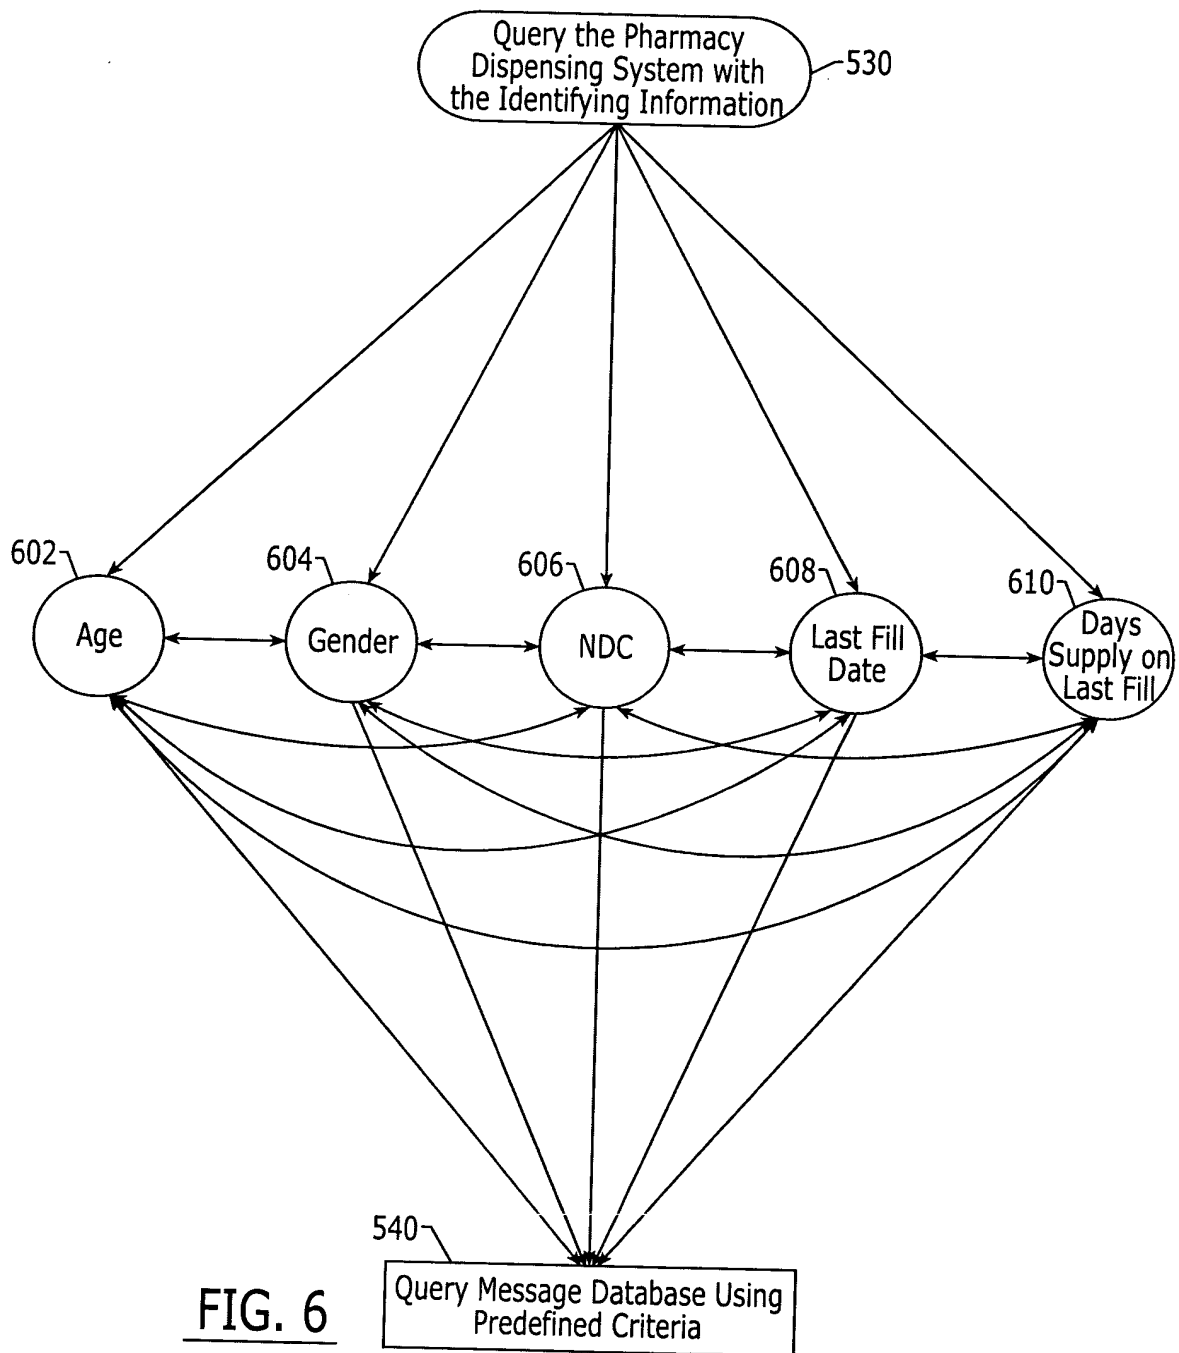 Query the Pharmacy
Dispensing System with
the Identifying Information
530
602
604
606
608
610
Age
Gender
NDC
Last Fill
Date
Days
Supply on
Last Fill
540
Query Message Database Using
Predefined Criteria
FIG. 6